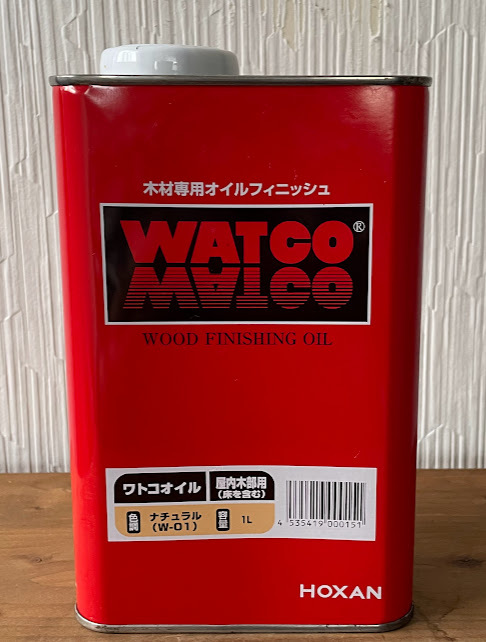 木材専用オイルフィニッシュ
WATCO®
WATCO
WOOD FINISHING OIL
ワトコオイル
屋内木部用
(床を含む)
色調
ナチュラル
(W-01)
容量
1L
4 535419 000151
HOXAN